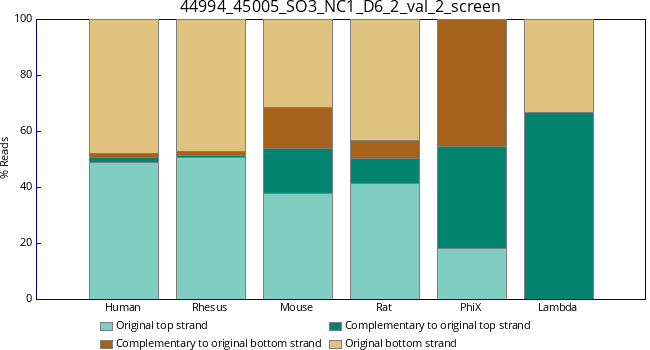 44994_45005_SO3_NC1_D6_2_val_2_screen
100
80
60
40
20
0
% Reads
Human Rhesus Mouse Rat PhiX Lambda
Original top strand Complementary to original top strand
Complementary to original bottom strand Original bottom strand